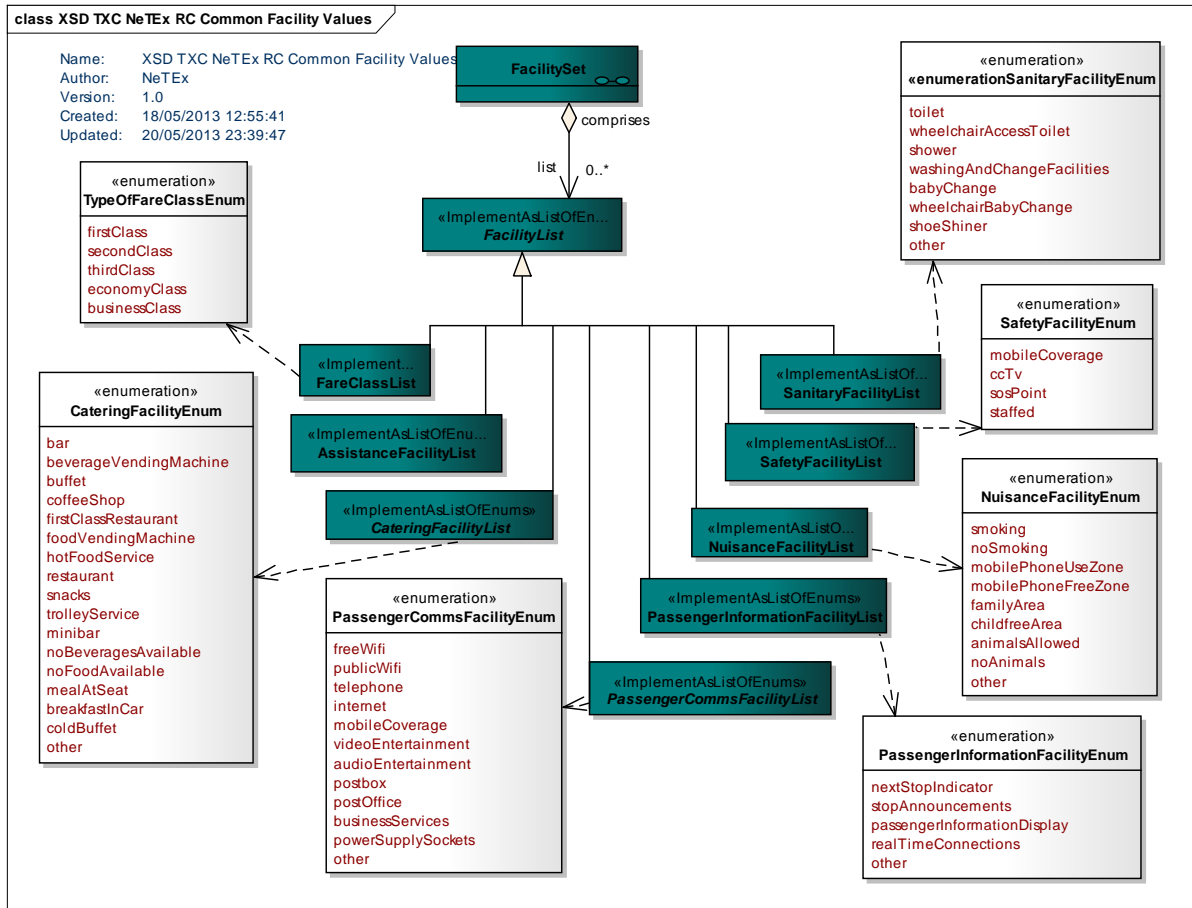 class XSD TXC NeTEx RC Common Facility Values
Name: XSD TXC NeTEx RC Common Facility Values
Author: NeTEx
Version: 1.0
Created: 18/05/2013 12:55:41
Updated: 20/05/2013 23:39:47
FacilitySet
comprises
list 0..*
«ImplementAsListOfEn...
FacilityList
«enumeration»
«enumerationSanitaryFacilityEnum
toilet
wheelchairAccessToilet
shower
washingAndChangeFacilities
babyChange
wheelchairBabyChange
shoeShiner
other
«enumeration»
TypeOfFareClassEnum
firstClass
secondClass
thirdClass
economyClass
businessClass
«enumeration»
SafetyFacilityEnum
mobileCoverage
ccTv
sosPoint
staffed
«Implement...
FareClassList
«ImplementAsListOf...
SanitaryFacilityList
«ImplementAsListOfEnu...
AssistanceFacilityList
«ImplementAsListOf...
SafetyFacilityList
«enumeration»
CateringFacilityEnum
bar
beverageVendingMachine
buffet
coffeeShop
firstClassRestaurant
foodVendingMachine
hotFoodService
restaurant
snacks
trolleyService
minibar
noBeveragesAvailable
noFoodAvailable
mealAtSeat
breakfastInCar
coldBuffet
other
«ImplementAsListOfEnums»
CateringFacilityList
«ImplementAsListO...
NuisanceFacilityList
«enumeration»
NuisanceFacilityEnum
smoking
noSmoking
mobilePhoneUseZone
mobilePhoneFreeZone
familyArea
childfreeArea
animalsAllowed
noAnimals
other
«enumeration»
PassengerCommsFacilityEnum
freeWifi
publicWifi
telephone
internet
mobileCoverage
videoEntertainment
audioEntertainment
postbox
postOffice
businessServices
powerSupplySockets
other
«ImplementAsListOfEnums»
PassengerInformationFacilityList
«ImplementAsListOfEnums»
PassengerCommsFacilityList
«enumeration»
PassengerInformationFacilityEnum
nextStopIndicator
stopAnnouncements
passengerInformationDisplay
realTimeConnections
other